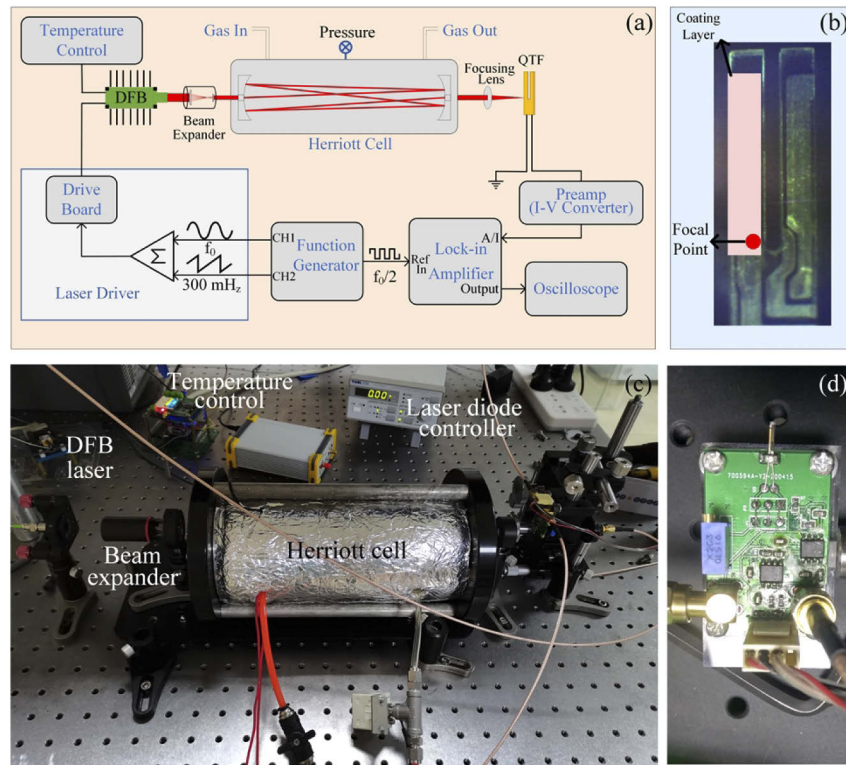 (a)
Temperature
Control
Gas In
Pressure
Gas Out
DFB
Beam
Expander
Herriott Cell
Focusing
Lens
QTF
Drive
Board
Σ
f₀
300 mHz
Laser Driver
CH1
CH2
Function
Generator
f₀/2
Ref
In
A/I
Lock-in
Amplifier
Output
Preamp
(I-V Converter)
Oscilloscope
(b)
Coating
Layer
Focal
Point
(c)
Temperature
control
0.00
Laser diode
controller
DFB
laser
Beam
expander
Herriott cell
(d)